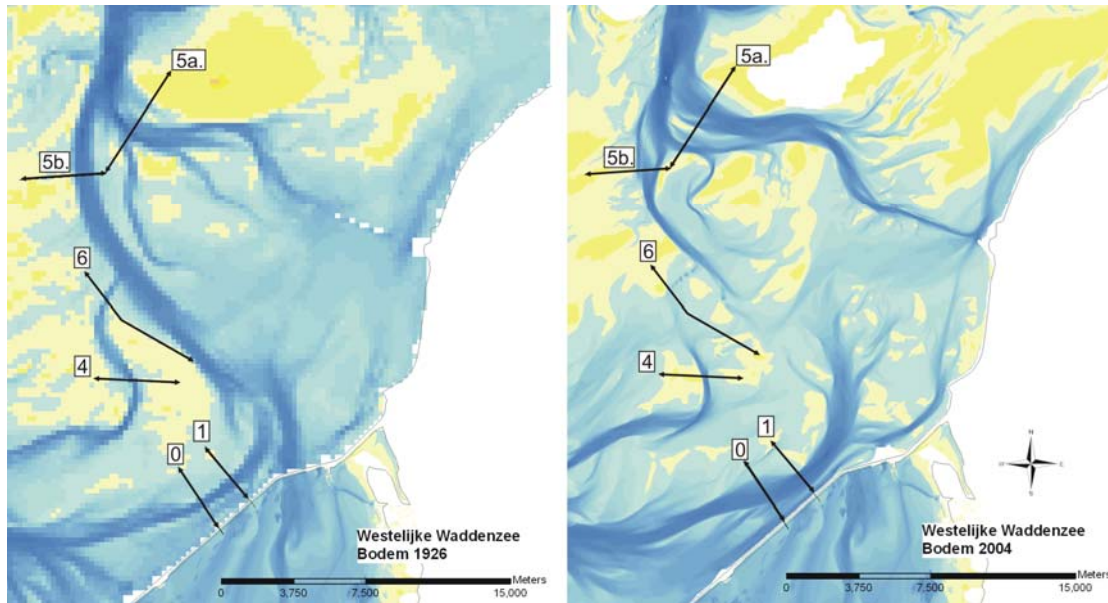 5a.
5b.
6
4
1
0
Westelijke Waddenzee
Bodem 1926
Meters
0 3,750 7,500 15,000
5a.
5b.
6
4
1
0
N
W E
S
Westelijke Waddenzee
Bodem 2004
Meters
0 3,750 7,500 15,000